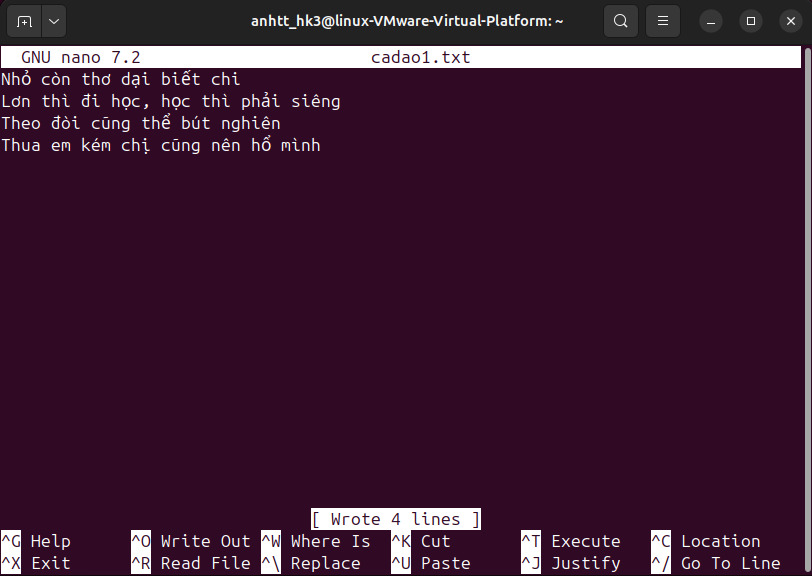 anhtt_hk3@linux-VMware-Virtual-Platform: ~
GNU nano 7.2 cadao1.txt
Nhỏ còn thơ dại biết chi
Lơn thì đi học, học thì phải siêng
Theo đòi cũng thể bút nghiên
Thua em kém chị cũng nên hổ mình
[ Wrote 4 lines ]
^G Help ^O Write Out ^W Where Is ^K Cut ^T Execute ^C Location
^X Exit ^R Read File ^\ Replace ^U Paste ^J Justify ^/ Go To Line